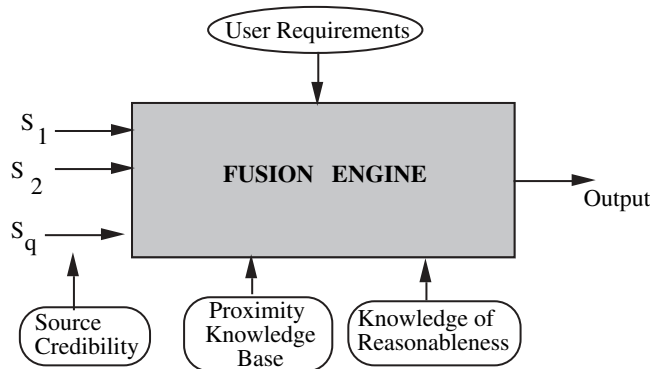 User Requirements
S1
S2
Sq
FUSION ENGINE
Output
Source
Credibility
Proximity
Knowledge
Base
Knowledge of
Reasonableness